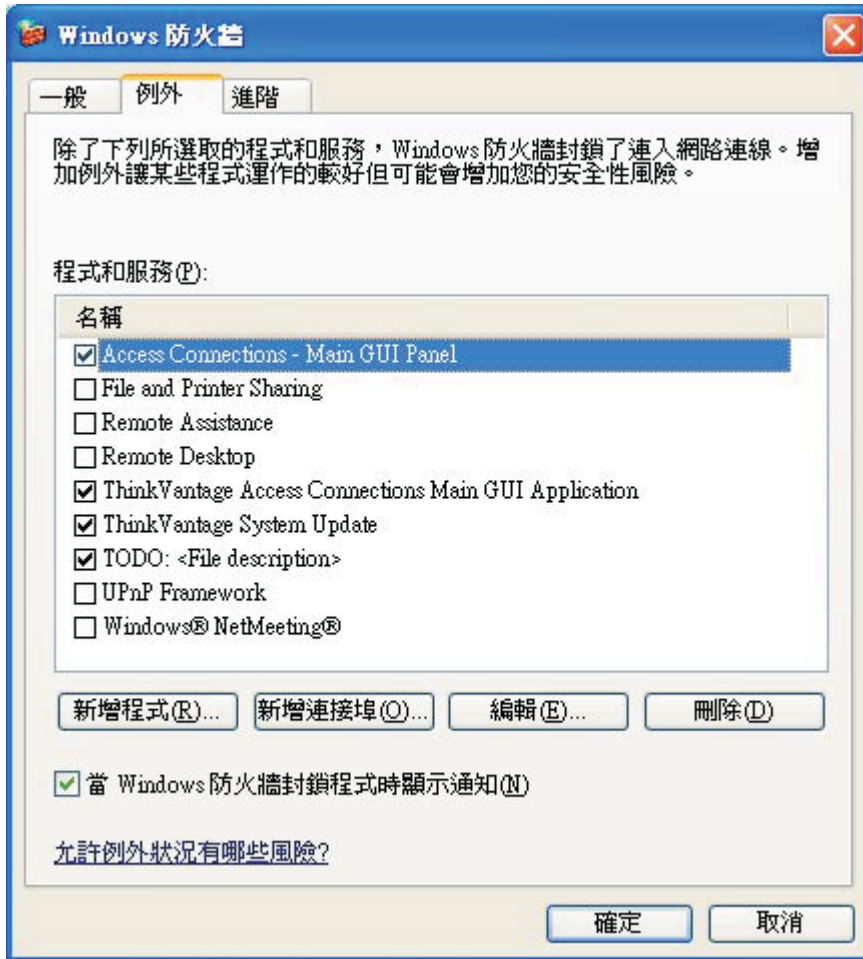 Windows 防火牆
一般
例外
進階
除了下列所選取的程式和服務，Windows 防火牆封鎖了連入網路連線。增
加例外讓某些程式運作的較好但可能會增加您的安全性風險。
程式和服務(P):
名稱
Access Connections - Main GUI Panel
File and Printer Sharing
Remote Assistance
Remote Desktop
ThinkVantage Access Connections Main GUI Application
ThinkVantage System Update
TODO: <File description>
UPnP Framework
Windows® NetMeeting®
新增程式(R)...
新增連接埠(O)...
編輯(E)...
刪除(D)
當 Windows 防火牆封鎖程式時顯示通知(N)
允許例外狀況有哪些風險?
確定
取消